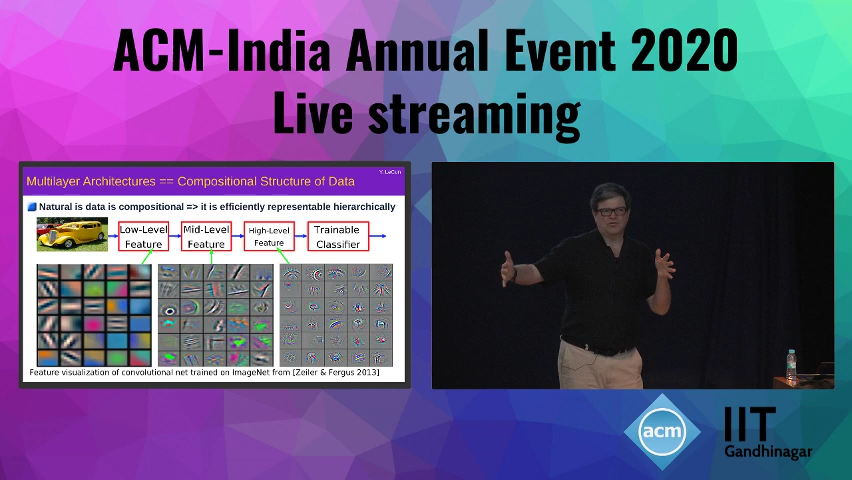 ACM-India Annual Event 2020
Live streaming
Y. LeCun
Multilayer Architectures == Compositional Structure of Data
Natural is data is compositional => it is efficiently representable hierarchically
Low-Level
Feature
Mid-Level
Feature
High-Level
Feature
Trainable
Classifier
Feature visualization of convolutional net trained on ImageNet from [Zeiler & Fergus 2013]
acm
IIT
Gandhinagar